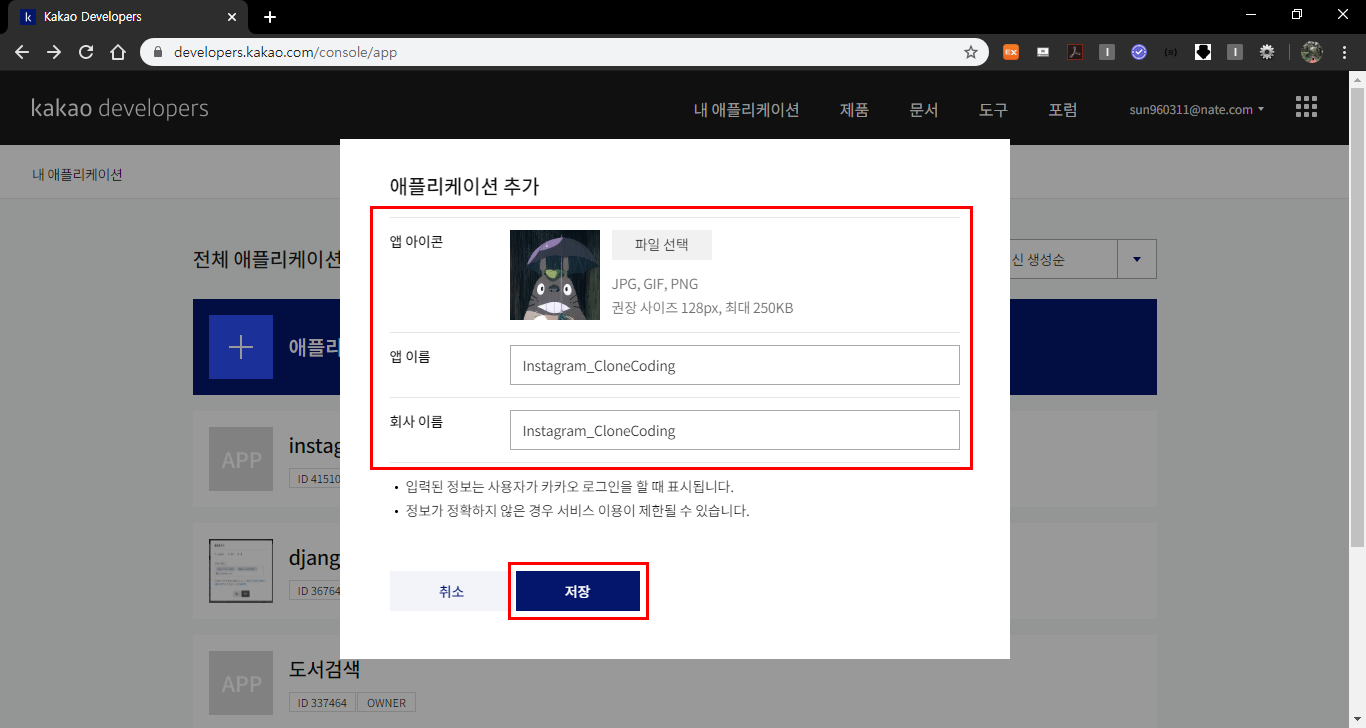 Kakao Developers
developers.kakao.com/console/app
kakao developers
내 애플리케이션 제품 문서 도구 포럼 sun960311@nate.com
내 애플리케이션
애플리케이션 추가
앱 아이콘
파일 선택
JPG, GIF, PNG
권장 사이즈 128px, 최대 250KB
앱 이름
Instagram_CloneCoding
회사 이름
Instagram_CloneCoding
입력된 정보는 사용자가 카카오 로그인을 할 때 표시됩니다.
정보가 정확하지 않은 경우 서비스 이용이 제한될 수 있습니다.
취소
저장
전체 애플리케이션
신 생성순
애플리
APP
instag
ID 41510
djang
ID 36764
APP
도서검색
ID 337464
OWNER